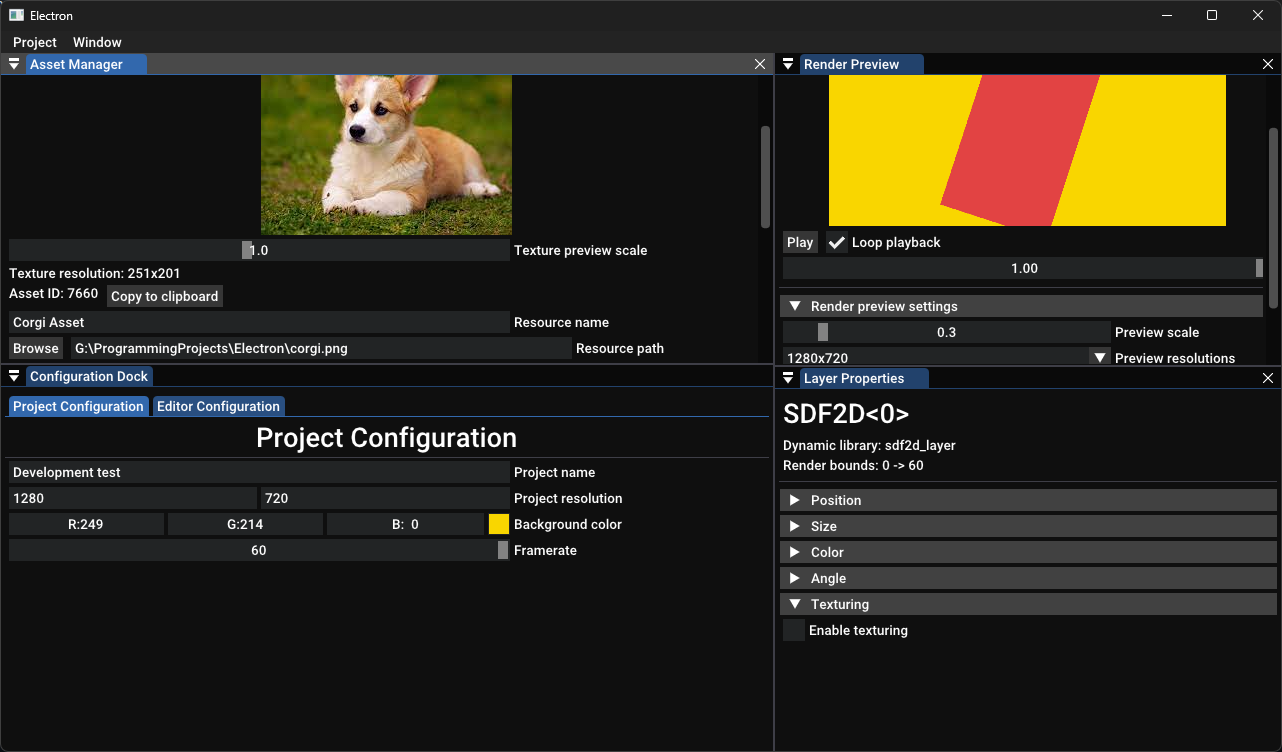 Electron
Project Window
Asset Manager
1.0 Texture preview scale
Texture resolution: 251x201
Asset ID: 7660 Copy to clipboard
Corgi Asset Resource name
Browse G:\ProgrammingProjects\Electron\corgi.png Resource path
Configuration Dock
Project Configuration Editor Configuration
Project Configuration
Development test Project name
1280 720 Project resolution
R:249 G:214 B: 0 Background color
60 Framerate
Render Preview
Play Loop playback
1.00
Render preview settings
0.3 Preview scale
1280x720 Preview resolutions
Layer Properties
SDF2D<0>
Dynamic library: sdf2d_layer
Render bounds: 0 -> 60
Position
Size
Color
Angle
Texturing
Enable texturing